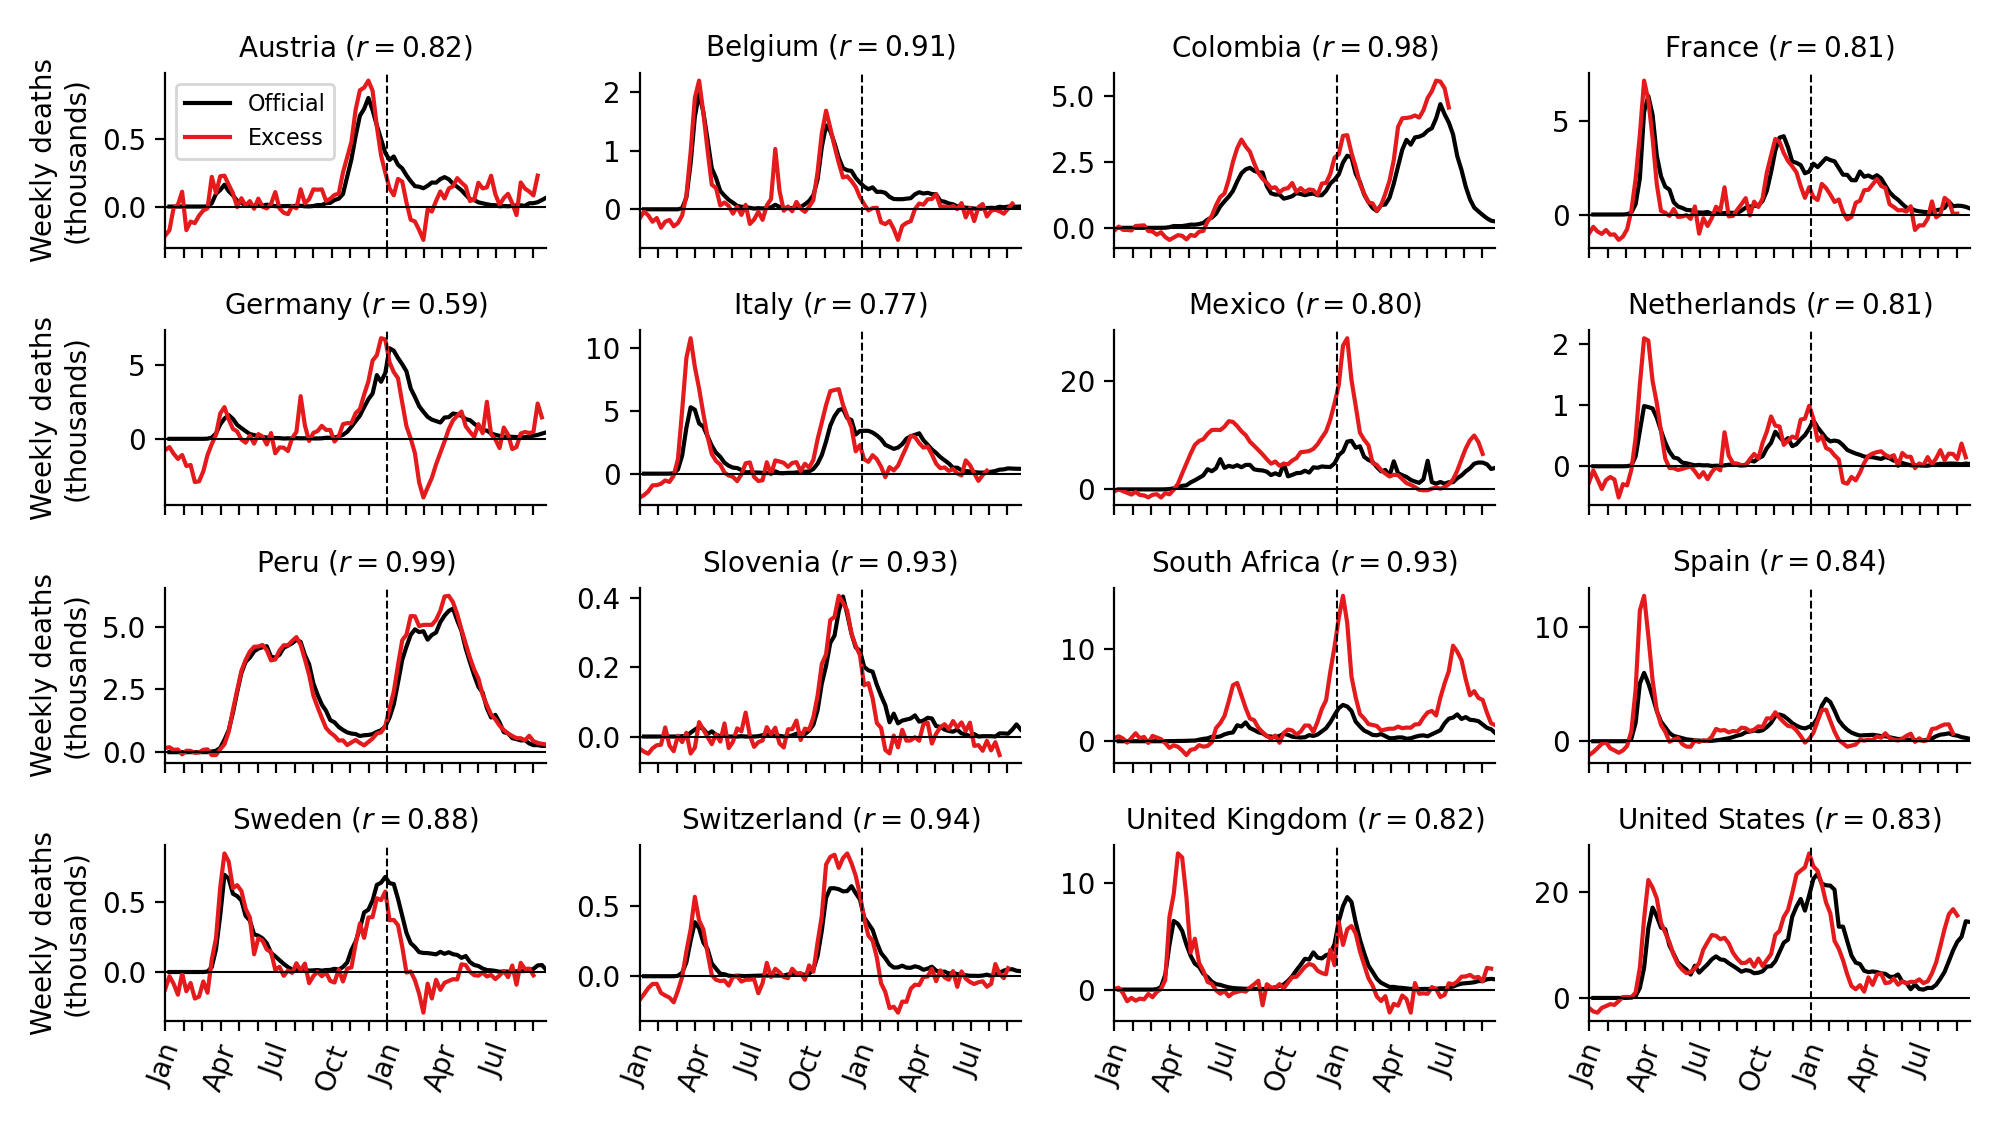 Austria (r = 0.82)
Belgium (r = 0.91)
Colombia (r = 0.98)
France (r = 0.81)
Weekly deaths
(thousands)
Official
Excess
0.5
0.0
2
1
0
5.0
2.5
0.0
5
0
Germany (r = 0.59)
Italy (r = 0.77)
Mexico (r = 0.80)
Netherlands (r = 0.81)
Weekly deaths
(thousands)
5
0
10
5
0
20
0
2
1
0
Peru (r = 0.99)
Slovenia (r = 0.93)
South Africa (r = 0.93)
Spain (r = 0.84)
Weekly deaths
(thousands)
5.0
2.5
0.0
0.4
0.2
0.0
10
0
10
0
Sweden (r = 0.88)
Switzerland (r = 0.94)
United Kingdom (r = 0.82)
United States (r = 0.83)
Weekly deaths
(thousands)
0.5
0.0
0.5
0.0
10
0
20
0
Jan Apr Jul Oct Jan Apr Jul
Jan Apr Jul Oct Jan Apr Jul
Jan Apr Jul Oct Jan Apr Jul
Jan Apr Jul Oct Jan Apr Jul